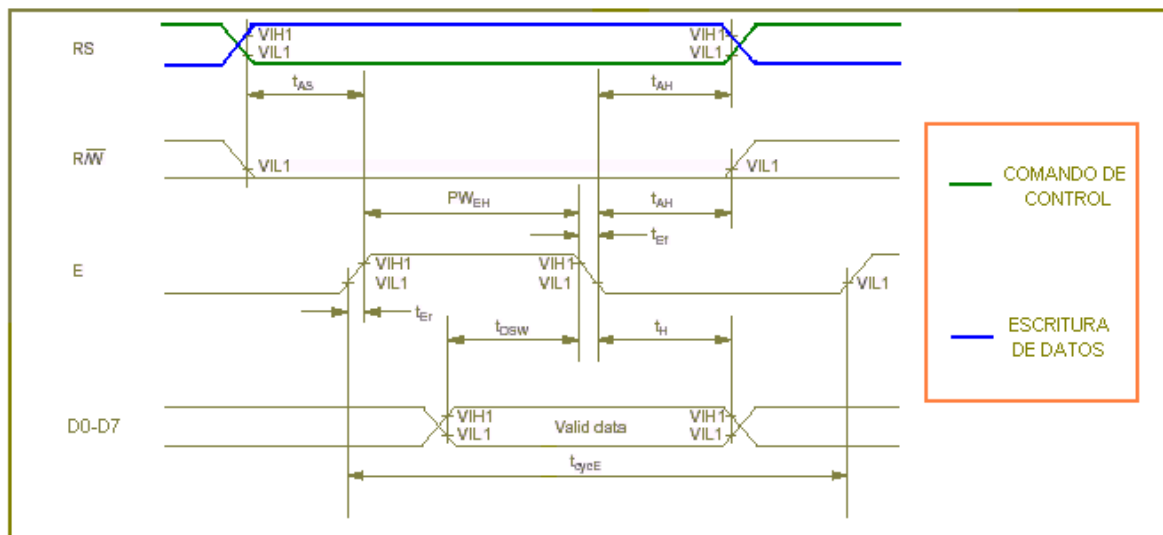 RS
VIH1
VIL1
VIH1
VIL1
tAS
tAH
R/W
VIL1
VIL1
PWEH
tAH
tEf
E
VIH1
VIL1
VIH1
VIL1
VIL1
tEr
tDSW
tH
D0-D7
VIH1
VIL1
Valid data
VIH1
VIL1
tcycE
COMANDO DE
CONTROL
ESCRITURA
DE DATOS